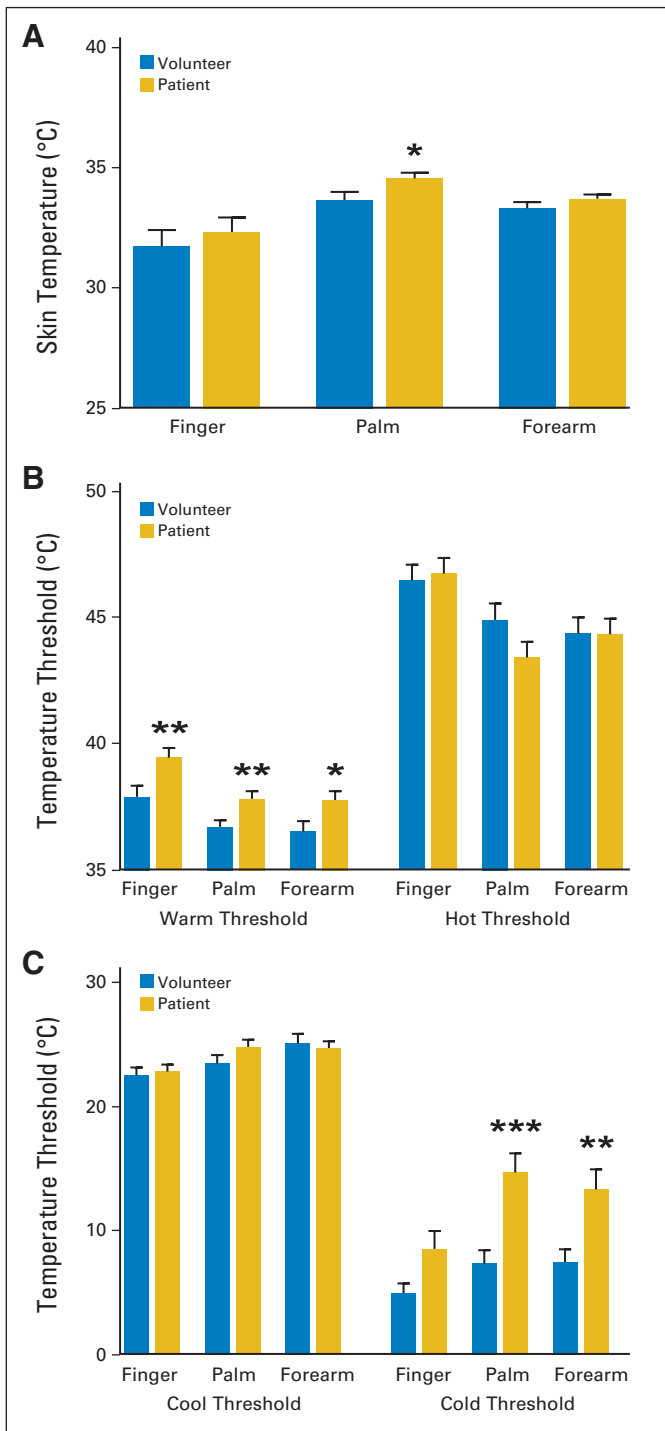 A
40
35
30
25
Skin Temperature (°C)
Volunteer
Patient
*
Finger Palm Forearm
B
50
45
40
35
Temperature Threshold (°C)
Volunteer
Patient
** ** *
Finger Palm Forearm Finger Palm Forearm
Warm Threshold Hot Threshold
C
30
20
10
0
Temperature Threshold (°C)
Volunteer
Patient
*** **
Finger Palm Forearm Finger Palm Forearm
Cool Threshold Cold Threshold